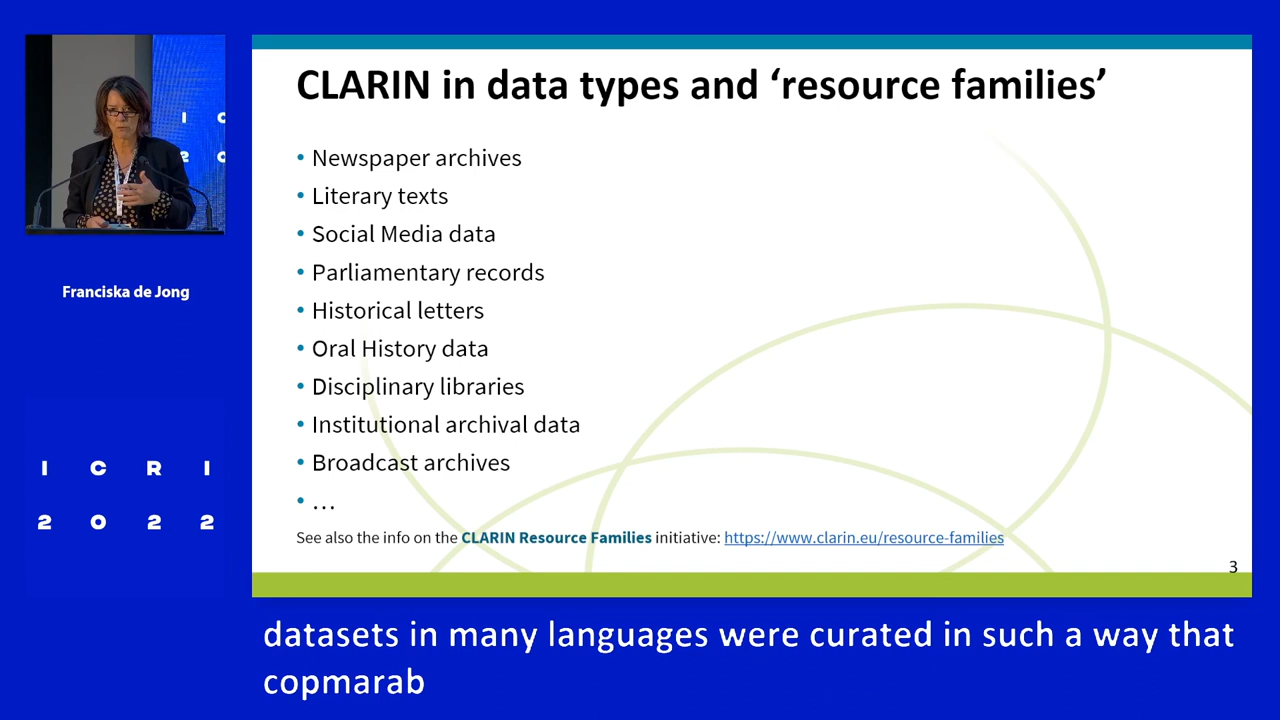 CLARIN in data types and ‘resource families’
• Newspaper archives
• Literary texts
• Social Media data
• Parliamentary records
• Historical letters
• Oral History data
• Disciplinary libraries
• Institutional archival data
• Broadcast archives
• …
See also the info on the CLARIN Resource Families initiative: https://www.clarin.eu/resource-families
3
I C
2 0
Franciska de Jong
I C R I
2 0 2 2
datasets in many languages were curated in such a way that
copmarab